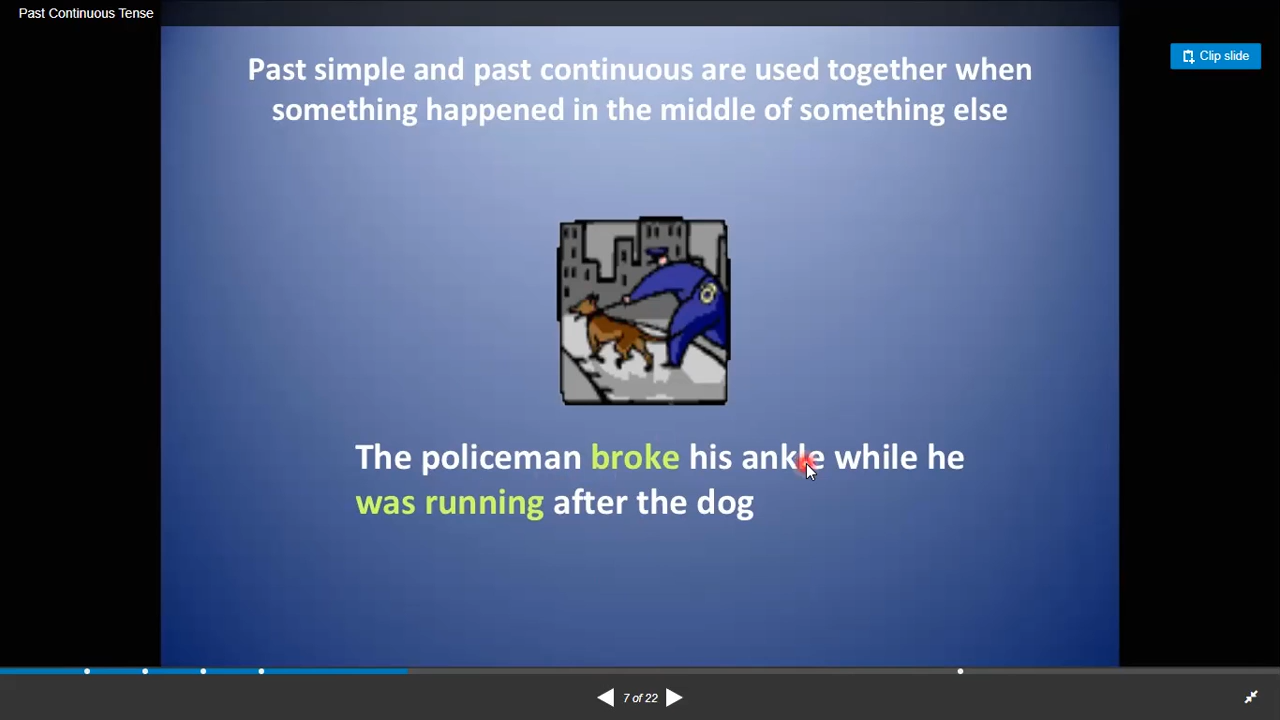 Past Continuous Tense
Clip slide
Past simple and past continuous are used together when
something happened in the middle of something else
The policeman broke his ankle while he
was running after the dog
7 of 22